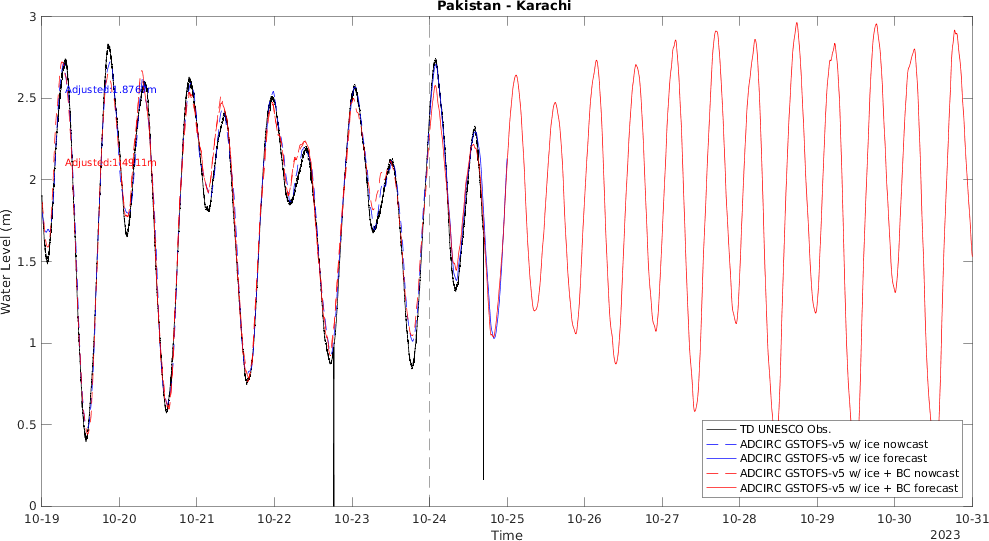 Pakistan - Karachi
3
2.5
2
1.5
1
0.5
0
Water Level (m)
Adjusted:1.4911m
10-19
10-20
10-21
10-22
10-23
10-24
10-25
10-26
10-27
10-28
10-29
10-30
10-31
2023
Time
TD UNESCO Obs.
ADCIRC GSTOFS-v5 w/ ice nowcast
ADCIRC GSTOFS-v5 w/ ice forecast
ADCIRC GSTOFS-v5 w/ ice + BC nowcast
ADCIRC GSTOFS-v5 w/ ice + BC forecast